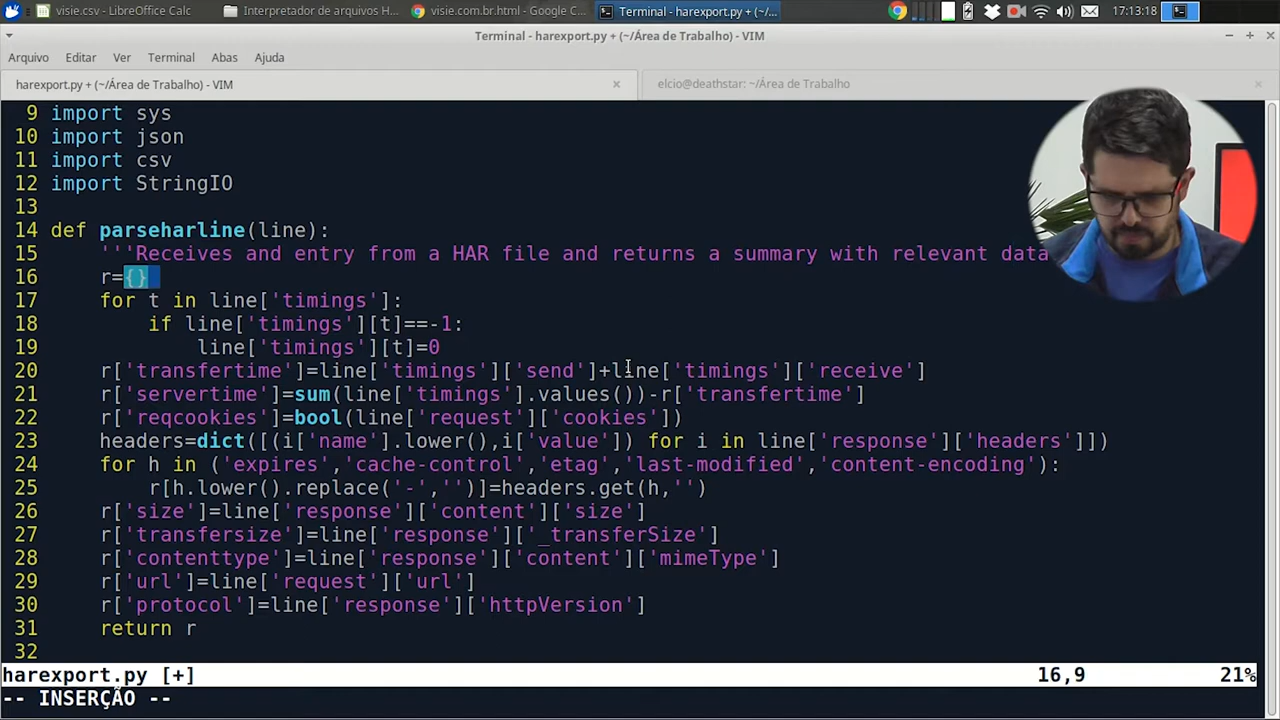 visie.csv - LibreOffice Calc
Interpretador de arquivos H...
visie.com.br.html - Google C...
Terminal - harexport.py + (~/...
17:13:18
Terminal - harexport.py + (~/Área de Trabalho) - VIM
Arquivo Editar Ver Terminal Abas Ajuda
harexport.py + (~/Área de Trabalho) - VIM
elcio@deathstar: ~/Área de Trabalho
9 import sys
10 import json
11 import csv
12 import StringIO
13
14 def parseharline(line):
15     '''Receives and entry from a HAR file and returns a summary with relevant data
16     r={}
17     for t in line['timings']:
18         if line['timings'][t]==-1:
19             line['timings'][t]=0
20     r['transfertime']=line['timings']['send']+line['timings']['receive']
21     r['servertime']=sum(line['timings'].values())-r['transfertime']
22     r['reqcookies']=bool(line['request']['cookies'])
23     headers=dict([(i['name'].lower(),i['value']) for i in line['response']['headers']])
24     for h in ('expires','cache-control','etag','last-modified','content-encoding'):
25         r[h.lower().replace('-','')]=headers.get(h,'')
26     r['size']=line['response']['content']['size']
27     r['transfersize']=line['response']['_transferSize']
28     r['contenttype']=line['response']['content']['mimeType']
29     r['url']=line['request']['url']
30     r['protocol']=line['response']['httpVersion']
31     return r
32
harexport.py [+] 16,9 21%
-- INSERÇÃO --